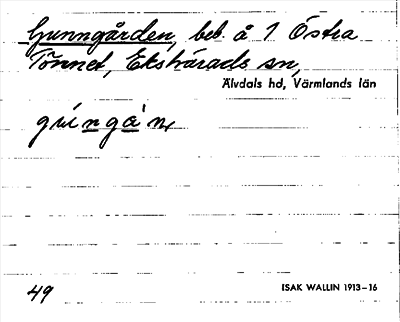 Gunngården, beb. å 1 Östra
Tönnet, Ekshärads sn,
Älvdals hd, Värmlands län
49
ISAK WALLIN 1913–16